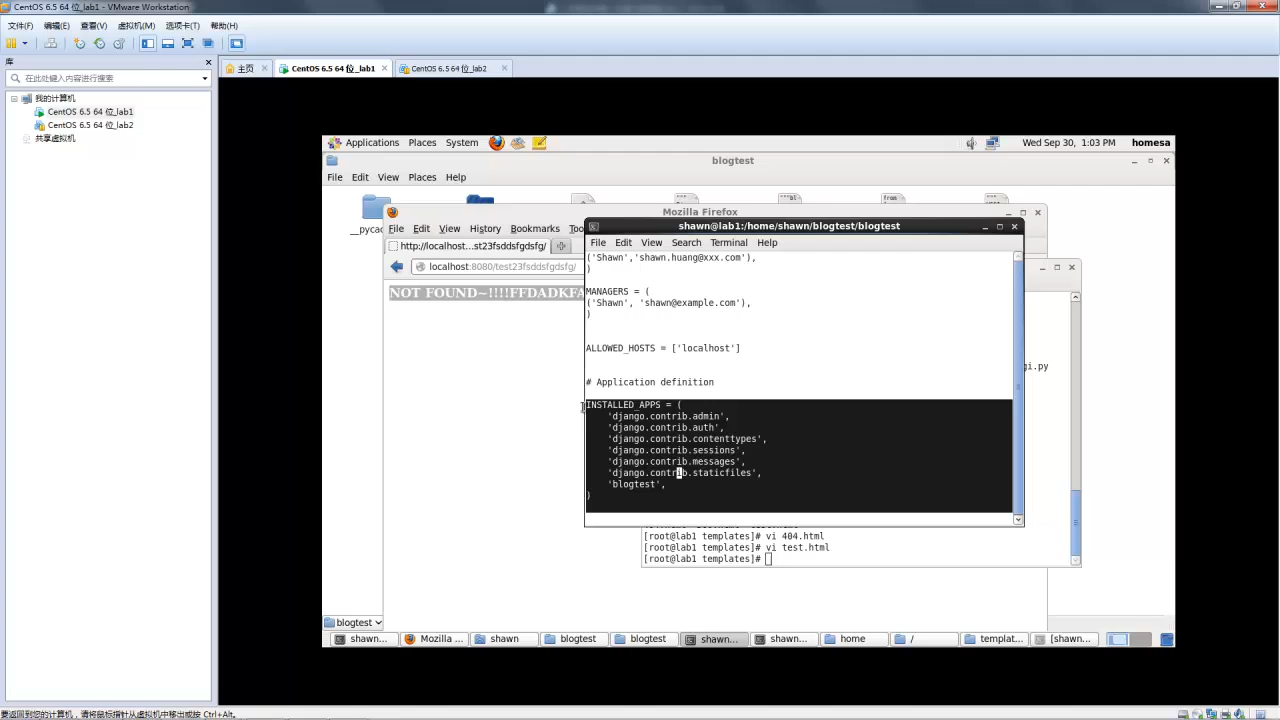 CentOS 6.5 64 位_lab1 - VMware Workstation
文件(F) 编辑(E) 查看(V) 虚拟机(M) 选项卡(T) 帮助(H)
库
在此处键入内容进行搜索
我的计算机
CentOS 6.5 64 位_lab1
CentOS 6.5 64 位_lab2
共享虚拟机
主页 CentOS 6.5 64 位_lab1 CentOS 6.5 64 位_lab2
Applications Places System Wed Sep 30, 1:03 PM homesa
blogtest
File Edit View Places Help
Mozilla Firefox
File Edit View History Bookmarks Too
http://localhost...st23fsddsfgdsfg/
localhost:8080/test23fsddsfgdsfg/
NOT FOUND~!!!!FFDADKFA
shawn@lab1:/home/shawn/blogtest/blogtest
File Edit View Search Terminal Help
('Shawn','shawn.huang@xxx.com'),
)
MANAGERS = (
('Shawn', 'shawn@example.com'),
)
ALLOWED_HOSTS = ['localhost']
# Application definition
INSTALLED_APPS = (
'django.contrib.admin',
'django.contrib.auth',
'django.contrib.contenttypes',
'django.contrib.sessions',
'django.contrib.messages',
'django.contrib.staticfiles',
'blogtest',
)
gi.py
[root@lab1 templates]# vi 404.html
[root@lab1 templates]# vi test.html
[root@lab1 templates]#
blogtest
shawn... Mozilla ... shawn blogtest blogtest shawn... shawn... home / templat... [shawn...
要返回到您的计算机，请将鼠标指针从虚拟机中移出或按 Ctrl+Alt。